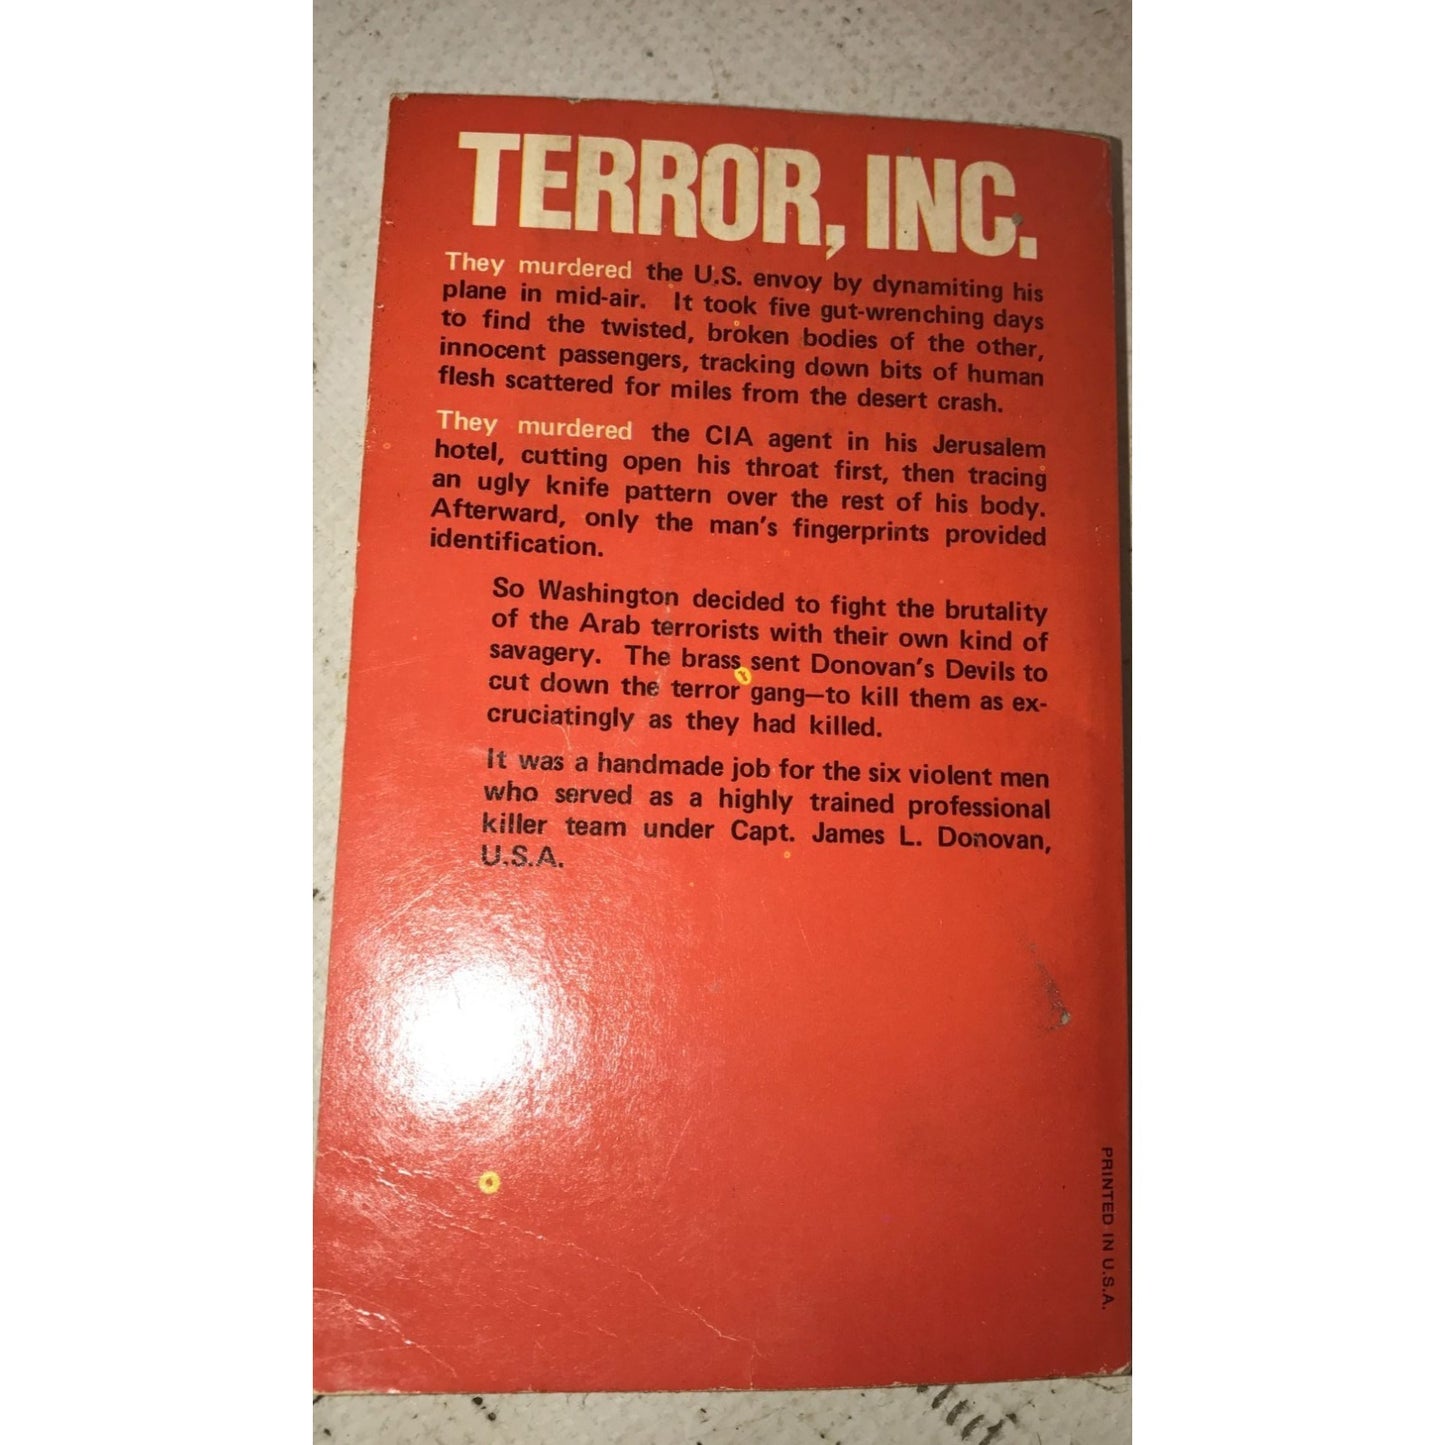 TERROR, INC.
They murdered the U.S. envoy by dynamiting his
plane in mid-air. It took five gut-wrenching days
to find the twisted, broken bodies of the other,
innocent passengers, tracking down bits of human
flesh scattered for miles from the desert crash.
They murdered the CIA agent in his Jerusalem
hotel, cutting open his throat first, then tracing
an ugly knife pattern over the rest of his body.
Afterward, only the man's fingerprints provided
identification.
So Washington decided to fight the brutality
of the Arab terrorists with their own kind of
savagery. The brass sent Donovan's Devils to
cut down the terror gang—to kill them as ex-
cruciatingly as they had killed.
It was a handmade job for the six violent men
who served as a highly trained professional
killer team under Capt. James L. Donovan,
U.S.A.
PRINTED IN U.S.A.